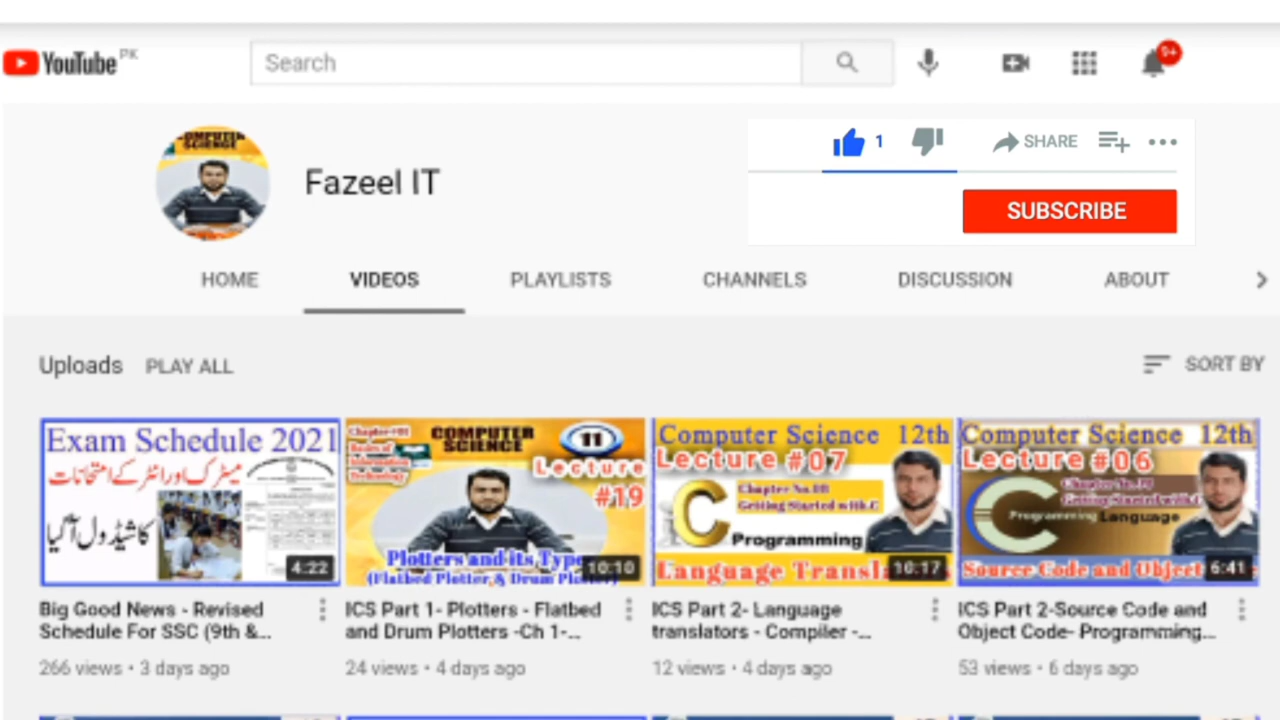 YouTube PK
Search
9+
COMPUTER
SCIENCE
Fazeel IT
1
SHARE
SUBSCRIBE
HOME VIDEOS PLAYLISTS CHANNELS DISCUSSION ABOUT
Uploads PLAY ALL
SORT BY
Exam Schedule 2021
میٹرک اور انٹر کے امتحانات
کا شیڈول آگیا
4:22
Chapter#01
Basics of
Information
Technology
COMPUTER
SCIENCE
11
Lecture
#19
Plotters and its Type
(Flatbed Plotter & Drum Plotter)
10:10
Computer Science 12th
Lecture #07
Chapter No.08
Getting Started with C
C
Programming
Language Transl
10:17
Computer Science 12th
Lecture #06
Getting Started with C
C
Programming Language
Source Code and Object
6:41
Big Good News - Revised
Schedule For SSC (9th &...
266 views • 3 days ago
ICS Part 1- Plotters - Flatbed
and Drum Plotters -Ch 1-...
24 views • 4 days ago
ICS Part 2- Language
translators - Compiler -...
12 views • 4 days ago
ICS Part 2-Source Code and
Object Code- Programming...
53 views • 6 days ago